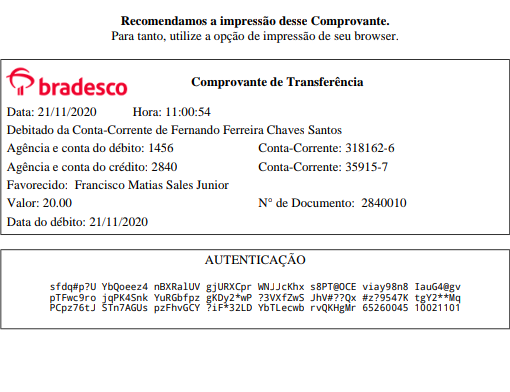 Recomendamos a impressão desse Comprovante.
Para tanto, utilize a opção de impressão de seu browser.
bradesco Comprovante de Transferência
Data: 21/11/2020 Hora: 11:00:54
Debitado da Conta-Corrente de Fernando Ferreira Chaves Santos
Agência e conta do débito: 1456 Conta-Corrente: 318162-6
Agência e conta do crédito: 2840 Conta-Corrente: 35915-7
Favorecido: Francisco Matias Sales Junior
Valor: 20.00 N° de Documento: 2840010
Data do débito: 21/11/2020
AUTENTICAÇÃO
sfdq#p?U YbQoeez4 nBXRalUV gjURXCpr WNJJcKhx s8PT@OCE viay98n8 IauG4@gv
pTFwc9ro jqPK4Snk YuRGbfpz gKDy2*wP ?3VXfZwS JhV#??Qx #z?9547K tgY2**Mq
PCpz76tJ STn7AGUs pzFhvGCY ?iF*32LD YbTLecwb rvQKHgMr 65260045 10021101